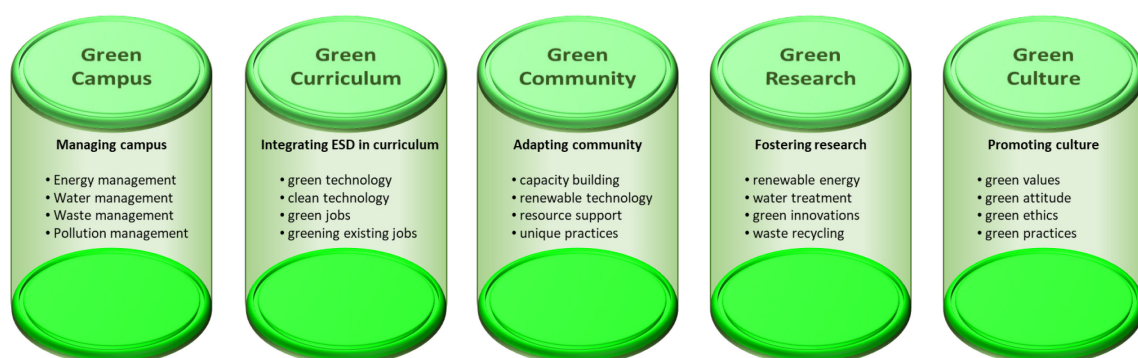 Green
Campus
Managing campus
• Energy management
• Water management
• Waste management
• Pollution management
Green
Curriculum
Integrating ESD in curriculum
• green technology
• clean technology
• green jobs
• greening existing jobs
Green
Community
Adapting community
• capacity building
• renewable technology
• resource support
• unique practices
Green
Research
Fostering research
• renewable energy
• water treatment
• green innovations
• waste recycling
Green
Culture
Promoting culture
• green values
• green attitude
• green ethics
• green practices